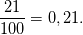 21/100 = 0,21.